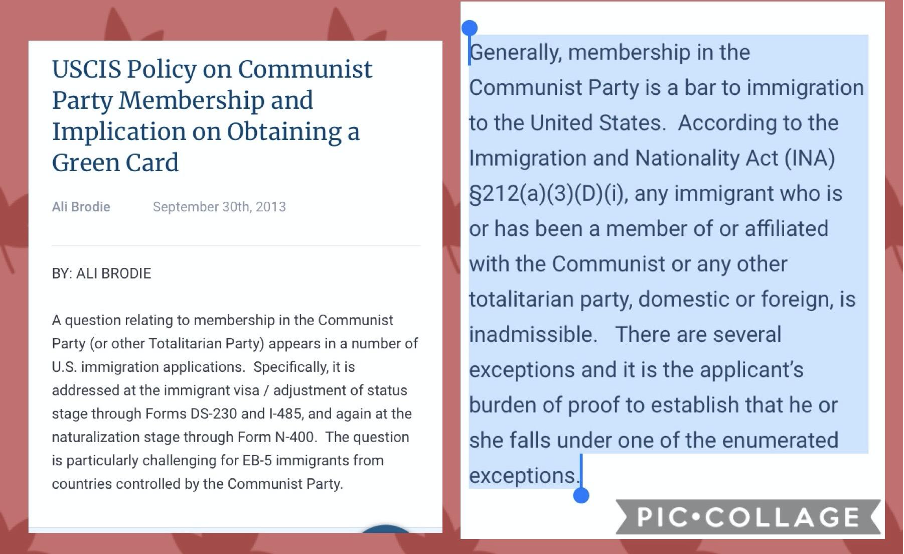 USCIS Policy on Communist
Party Membership and
Implication on Obtaining a
Green Card
Ali Brodie September 30th, 2013
BY: ALI BRODIE
A question relating to membership in the Communist
Party (or other Totalitarian Party) appears in a number of
U.S. immigration applications.  Specifically, it is
addressed at the immigrant visa / adjustment of status
stage through Forms DS-230 and I-485, and again at the
naturalization stage through Form N-400.  The question
is particularly challenging for EB-5 immigrants from
countries controlled by the Communist Party.
Generally, membership in the
Communist Party is a bar to immigration
to the United States.  According to the
Immigration and Nationality Act (INA)
§212(a)(3)(D)(i), any immigrant who is
or has been a member of or affiliated
with the Communist or any other
totalitarian party, domestic or foreign, is
inadmissible.   There are several
exceptions and it is the applicant’s
burden of proof to establish that he or
she falls under one of the enumerated
exceptions.
PIC•COLLAGE